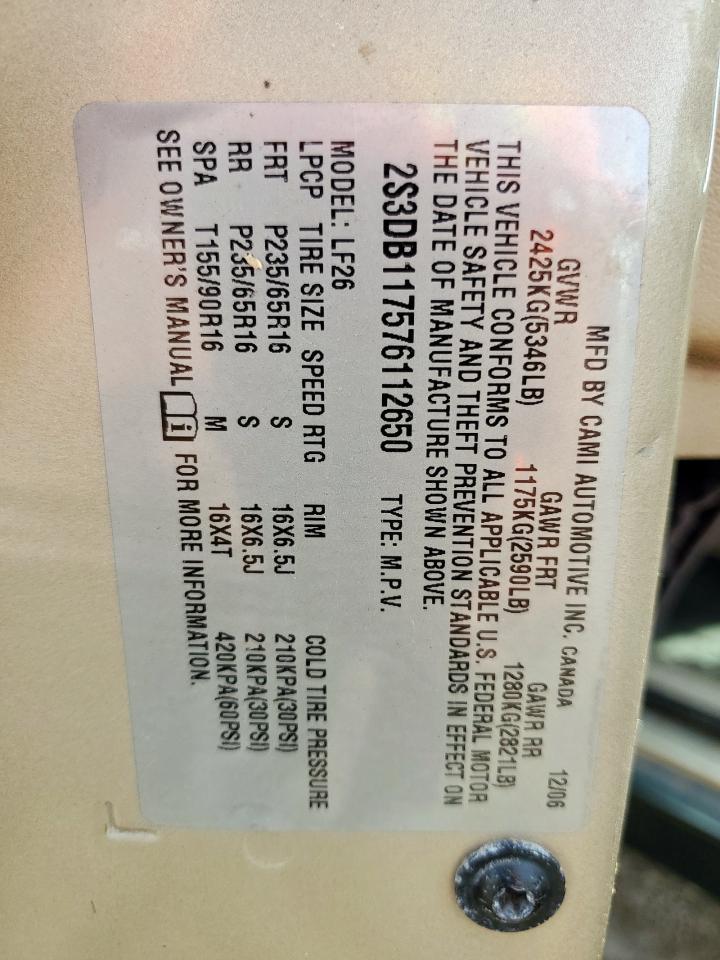 MFD BY CAMI AUTOMOTIVE INC. CANADA 12/06
GVWR GAWR FRT GAWR RR
2425KG(5346LB) 1175KG(2590LB) 1280KG(2821LB)
THIS VEHICLE CONFORMS TO ALL APPLICABLE U.S. FEDERAL MOTOR
VEHICLE SAFETY AND THEFT PREVENTION STANDARDS IN EFFECT ON
THE DATE OF MANUFACTURE SHOWN ABOVE.
2S3DB117576112650 TYPE: M.P.V.
MODEL: LF26
LPCP TIRE SIZE SPEED RTG RIM COLD TIRE PRESSURE
FRT P235/65R16 S 16X6.5J 210KPA(30PSI)
RR P235/65R16 S 16X6.5J 210KPA(30PSI)
SPA T155/90R16 M 16X4T 420KPA(60PSI)
SEE OWNER'S MANUAL i FOR MORE INFORMATION.